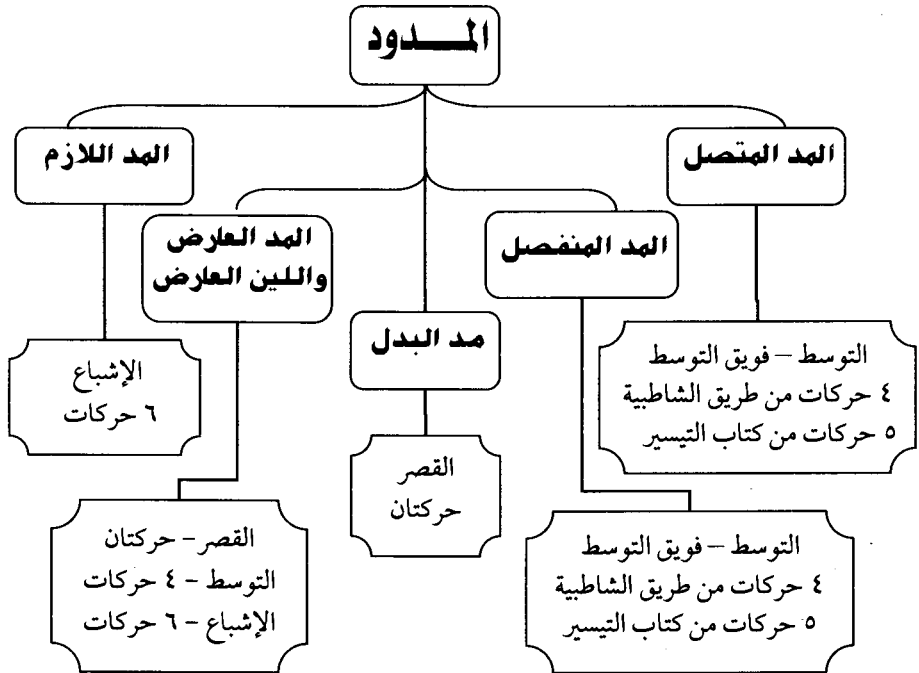 المدود
المد المتصل
المد اللازم
المد المنفصل
المد العارض
واللين العارض
مد البدل
التوسط – فويق التوسط
٤ حركات من طريق الشاطبية
٥ حركات من كتاب التيسير
الإشباع
٦ حركات
القصر
حركتان
التوسط – فويق التوسط
٤ حركات من طريق الشاطبية
٥ حركات من كتاب التيسير
القصر – حركتان
التوسط – ٤ حركات
الإشباع – ٦ حركات